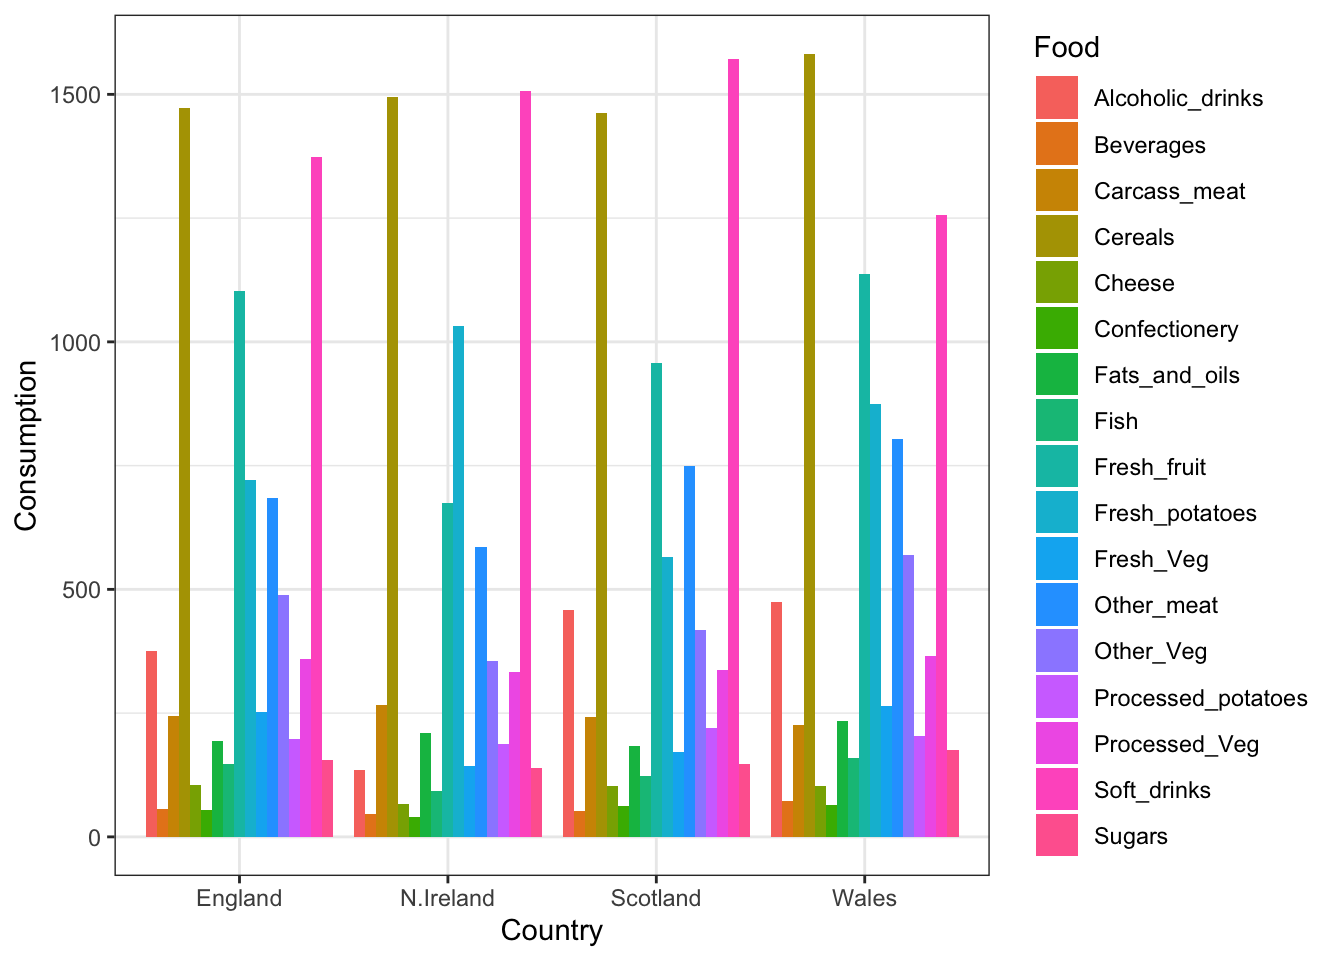 Consumption
1500
1000
500
0
England N.Ireland Scotland Wales
Country
Food
Alcoholic_drinks
Beverages
Carcass_meat
Cereals
Cheese
Confectionery
Fats_and_oils
Fish
Fresh_fruit
Fresh_potatoes
Fresh_Veg
Other_meat
Other_Veg
Processed_potatoes
Processed_Veg
Soft_drinks
Sugars